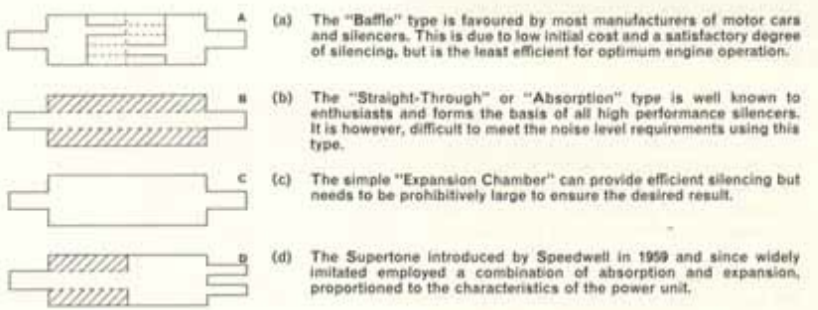 A
(a) The "Baffle" type is favoured by most manufacturers of motor cars
and silencers. This is due to low initial cost and a satisfactory degree
of silencing, but is the least efficient for optimum engine operation.
B
(b) The "Straight-Through" or "Absorption" type is well known to
enthusiasts and forms the basis of all high performance silencers.
It is however, difficult to meet the noise level requirements using this
type.
C
(c) The simple "Expansion Chamber" can provide efficient silencing but
needs to be prohibitively large to ensure the desired result.
D
(d) The Supertone introduced by Speedwell in 1959 and since widely
imitated employed a combination of absorption and expansion,
proportioned to the characteristics of the power unit.